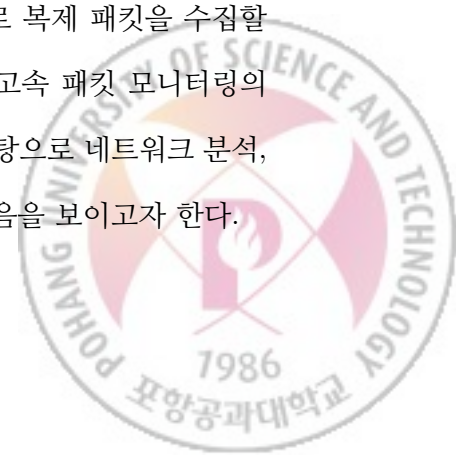 로 복제 패킷을 수집할
고속 패킷 모니터링의
탕으로 네트워크 분석,
음을 보이고자 한다.
POHANG UNIVERSITY OF SCIENCE AND TECHNOLOGY
1986
포항공과대학교